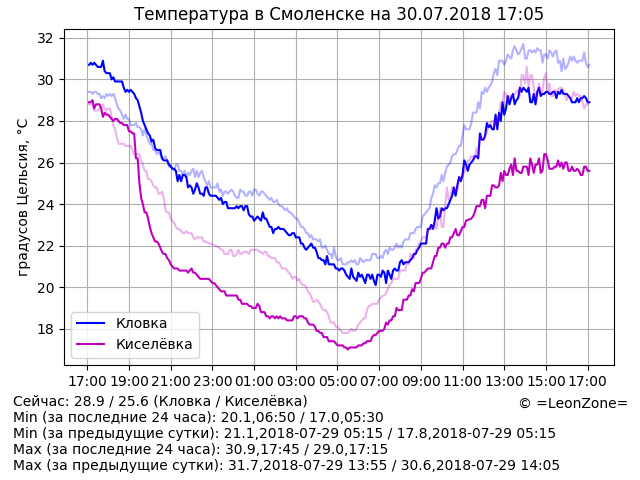 Температура в Смоленске на 30.07.2018 17:05
градусов Цельсия, °C
32
30
28
26
24
22
20
18
Кловка
Киселёвка
17:00 19:00 21:00 23:00 01:00 03:00 05:00 07:00 09:00 11:00 13:00 15:00 17:00
Сейчас: 28.9 / 25.6 (Кловка / Киселёвка)
© =LeonZone=
Min (за последние 24 часа): 20.1,06:50 / 17.0,05:30
Min (за предыдущие сутки): 21.1,2018-07-29 05:15 / 17.8,2018-07-29 05:15
Max (за последние 24 часа): 30.9,17:45 / 29.0,17:15
Max (за предыдущие сутки): 31.7,2018-07-29 13:55 / 30.6,2018-07-29 14:05